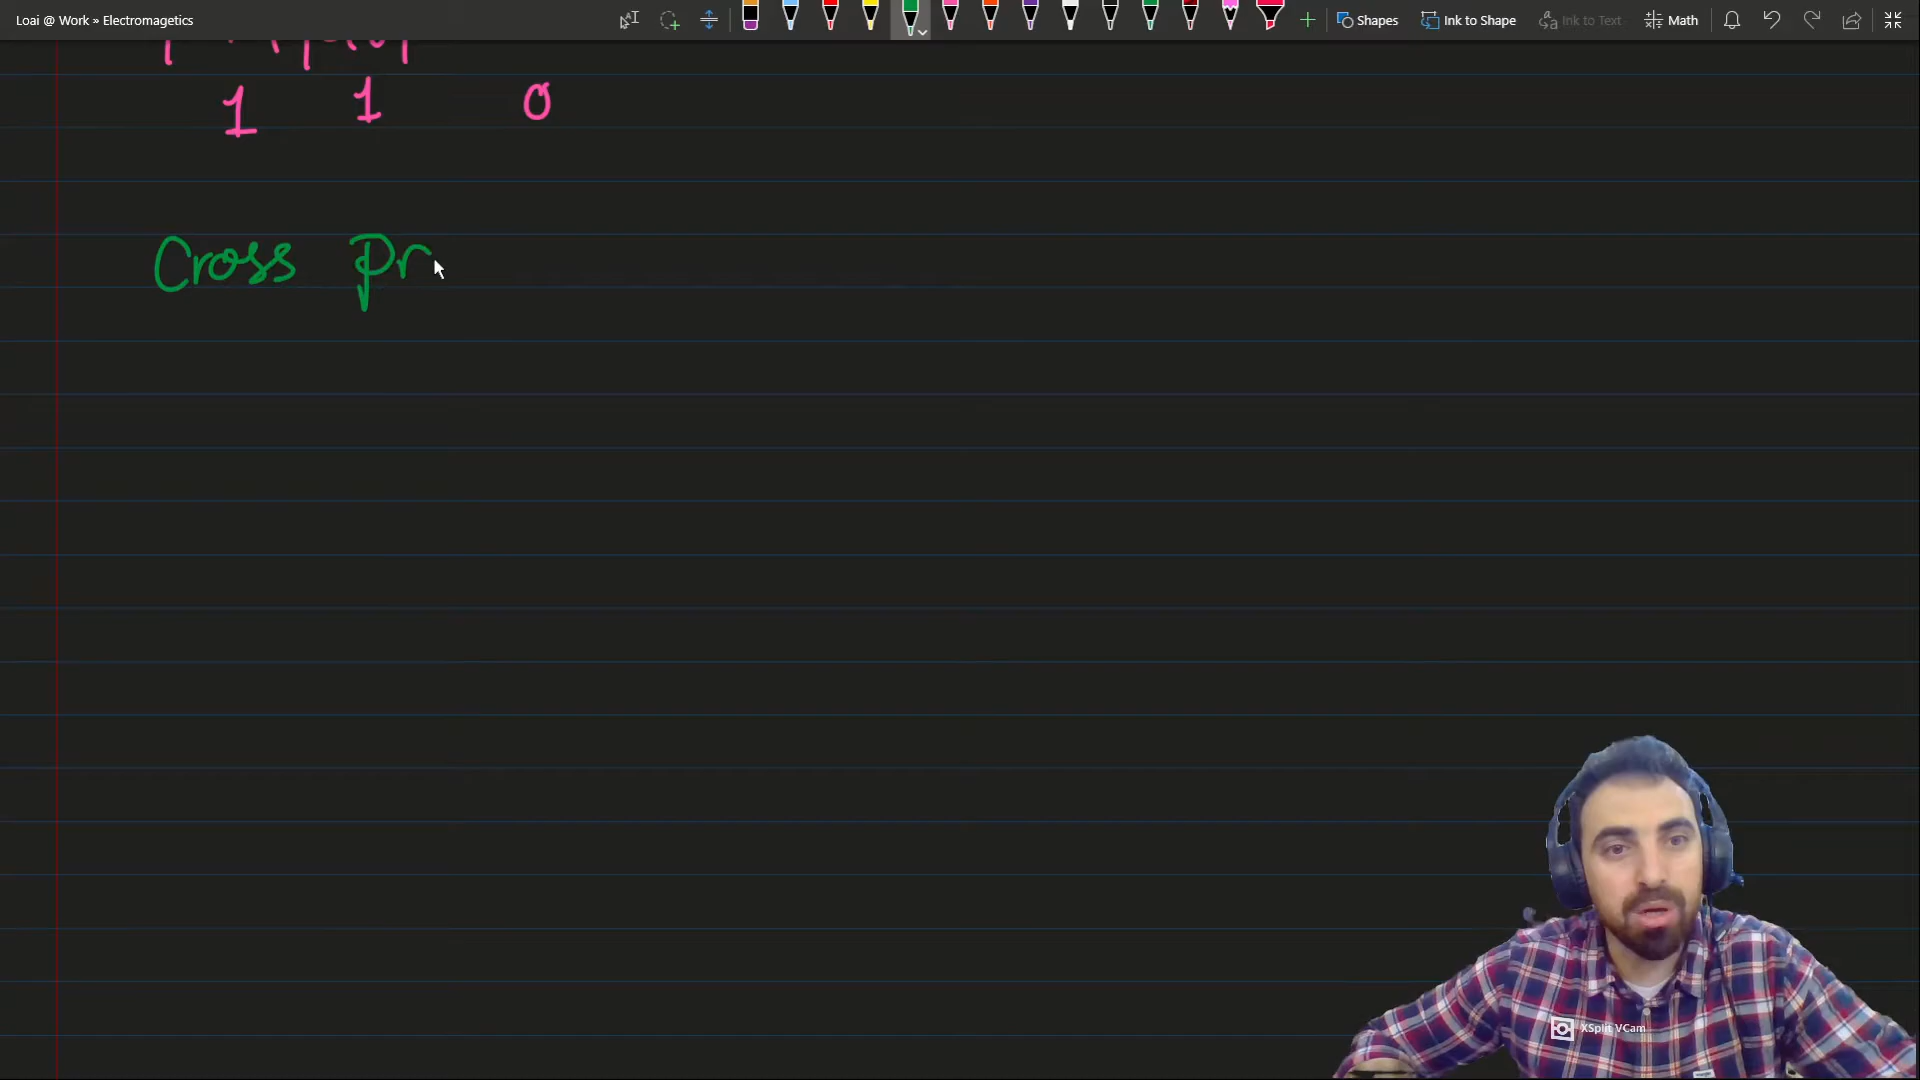 Loai @ Work » Electromagetics
Shapes Ink to Shape Ink to Text Math
1 1 0
Cross Pr
XSplit VCam